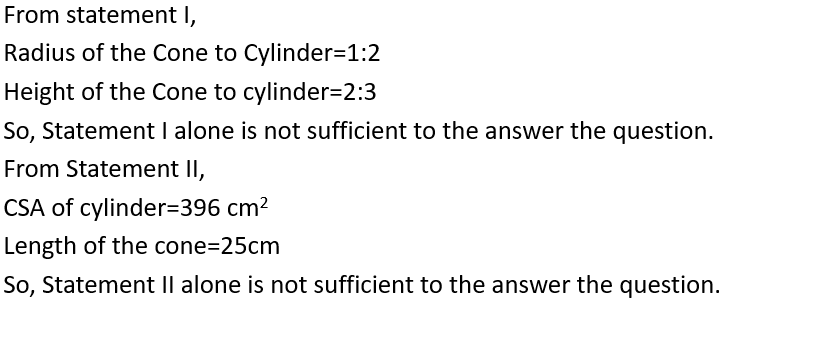 From statement I,
Radius of the Cone to Cylinder=1:2
Height of the Cone to cylinder=2:3
So, Statement I alone is not sufficient to the answer the question.
From Statement II,
CSA of cylinder=396 cm²
Length of the cone=25cm
So, Statement II alone is not sufficient to the answer the question.